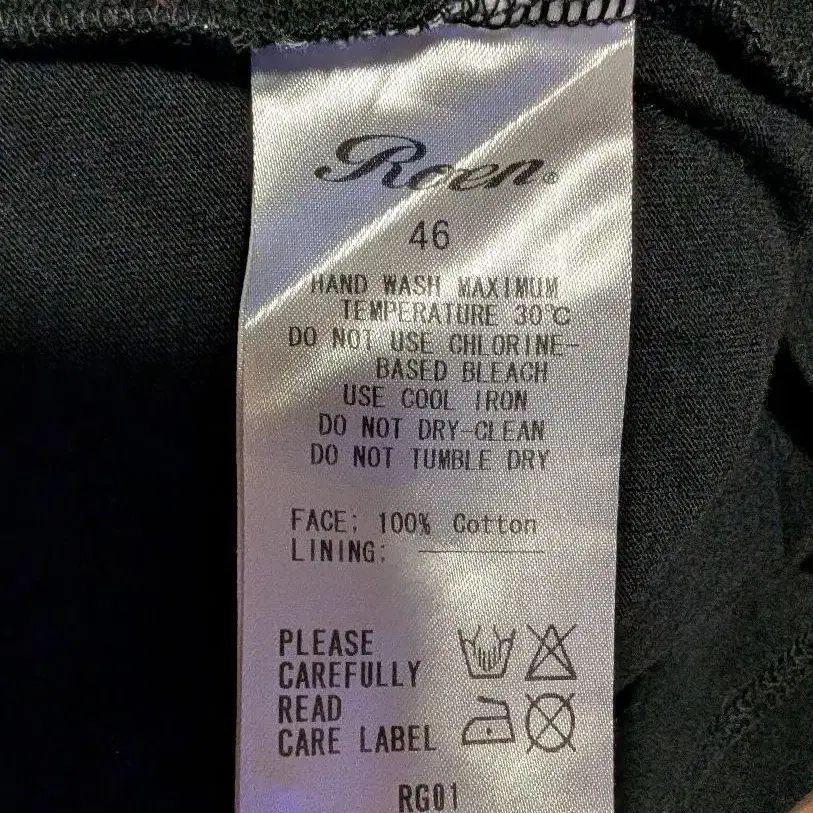 Roen®
46
HAND WASH MAXIMUM
TEMPERATURE 30℃
DO NOT USE CHLORINE-
BASED BLEACH
USE COOL IRON
DO NOT DRY-CLEAN
DO NOT TUMBLE DRY
FACE: 100% Cotton
LINING:
PLEASE
CAREFULLY
READ
CARE LABEL
RG01